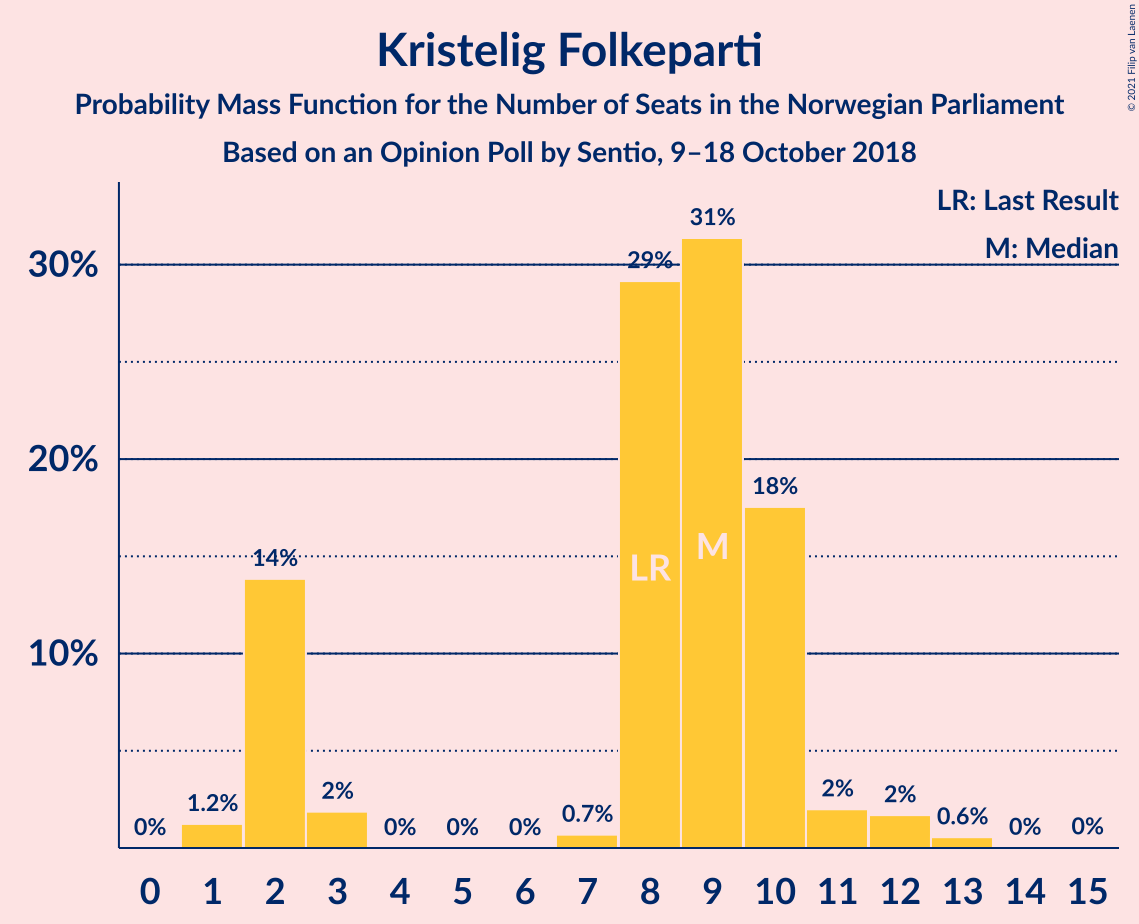 Kristelig Folkeparti
Probability Mass Function for the Number of Seats in the Norwegian Parliament
Based on an Opinion Poll by Sentio, 9–18 October 2018
© 2021 Filip van Laenen
LR: Last Result
M: Median
30%
20%
10%
0%
1.2%
14%
2%
0%
0%
0%
0.7%
29%
31%
18%
2%
2%
0.6%
0%
0%
LR
M
0 1 2 3 4 5 6 7 8 9 10 11 12 13 14 15